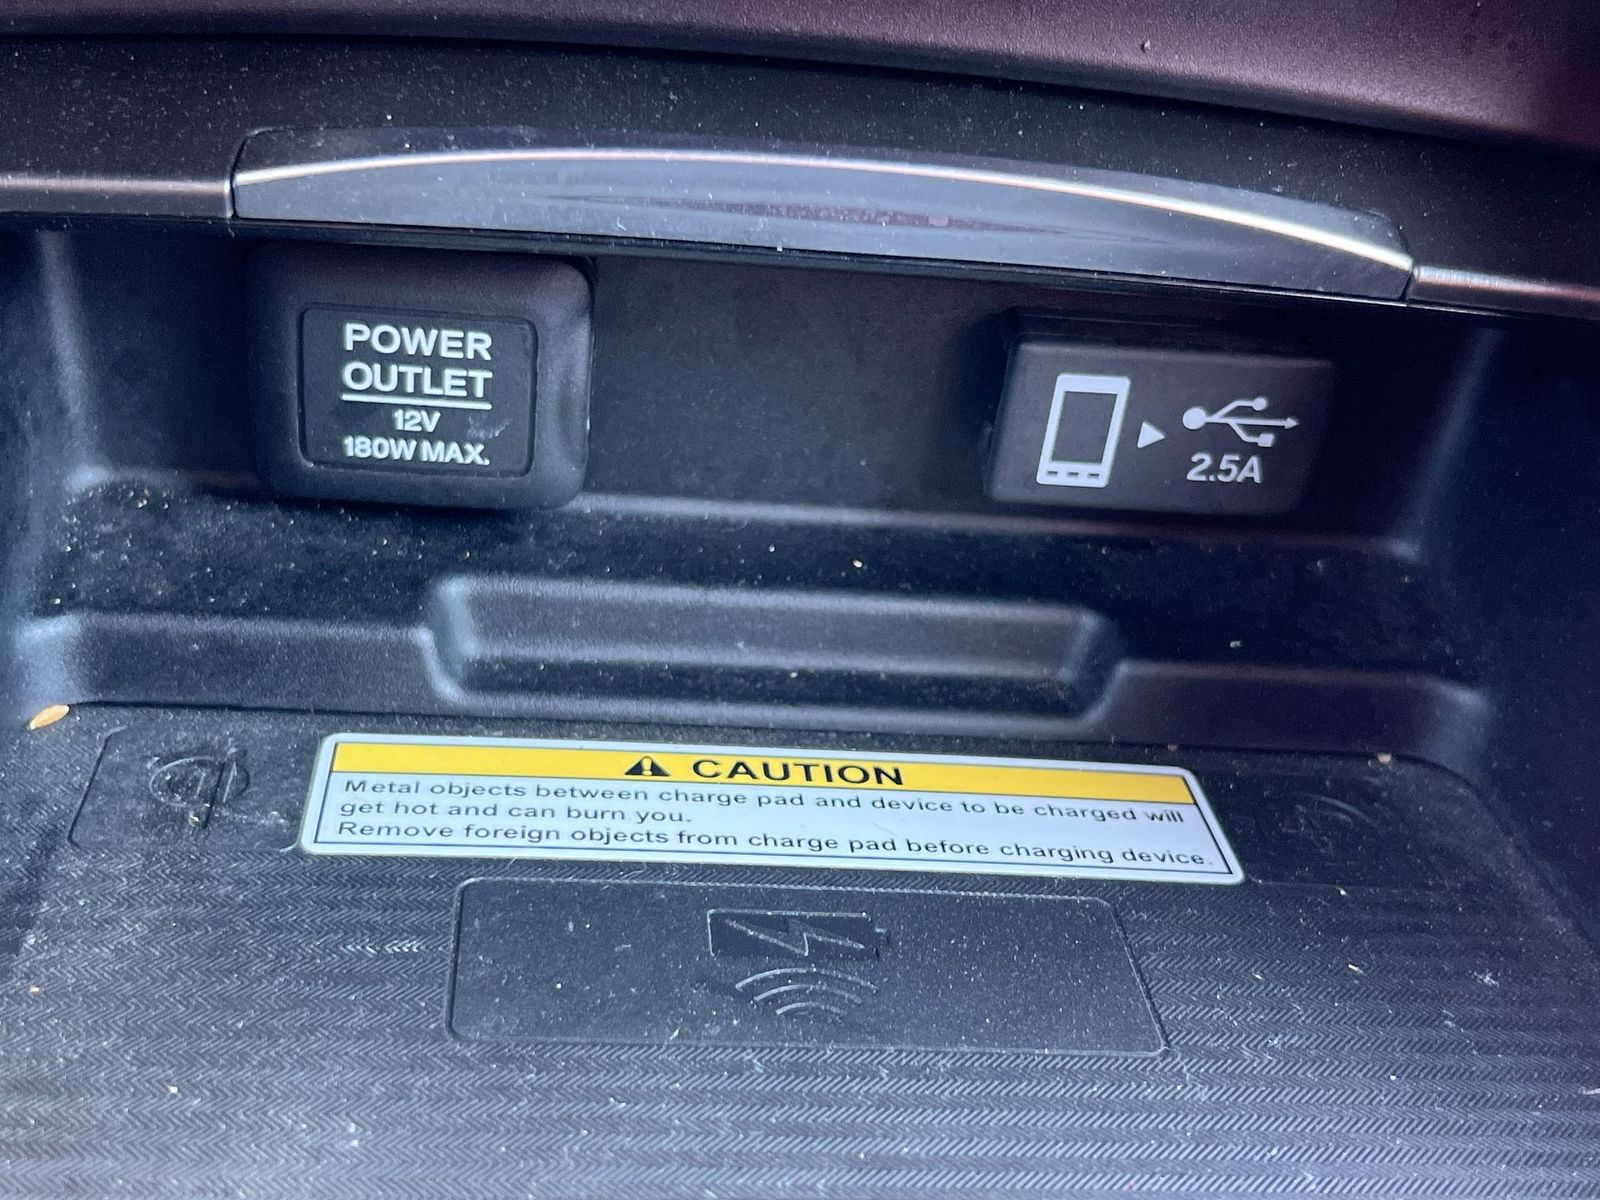 POWER
OUTLET
12V
180W MAX.
2.5A
CAUTION
Metal objects between charge pad and device to be charged will
get hot and can burn you.
Remove foreign objects from charge pad before charging device.